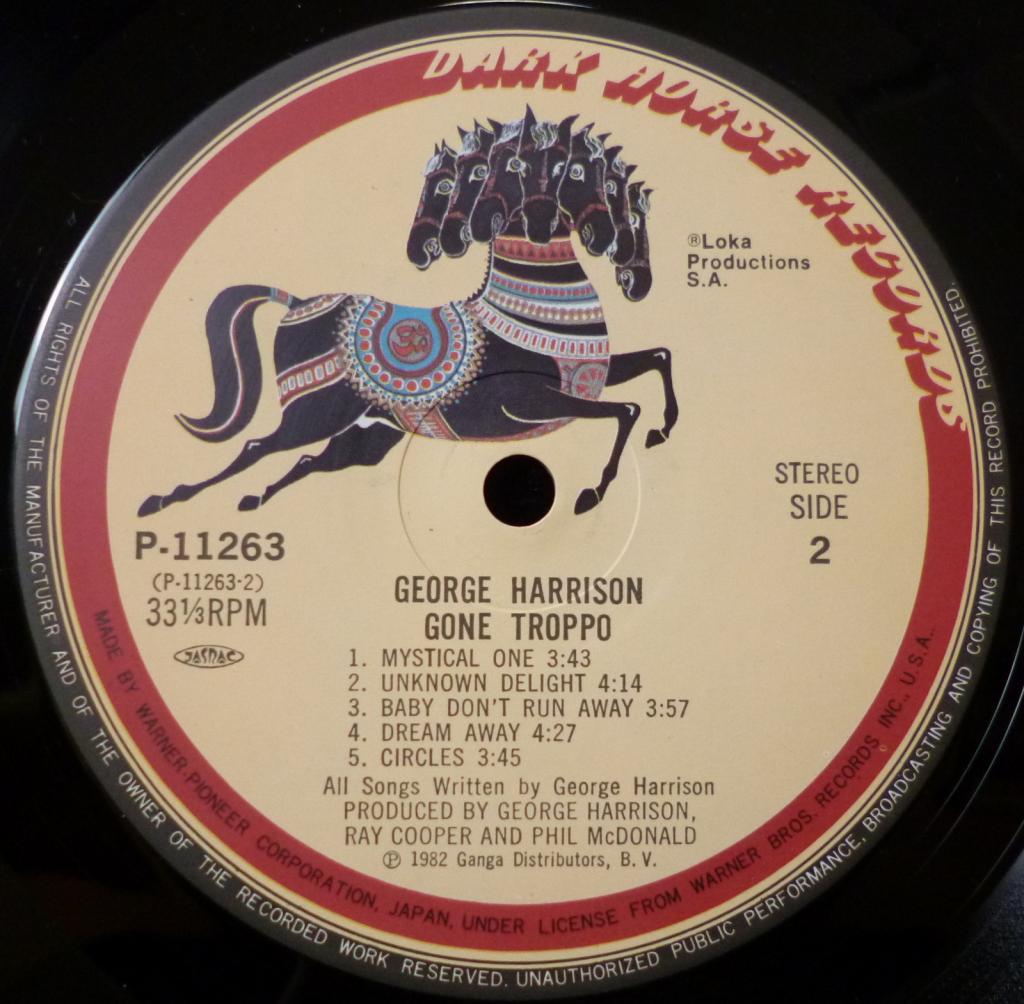 DARK HORSE RECORDS
®Loka
Productions
S.A.
STEREO
SIDE
2
P-11263
(P-11263-2)
33⅓RPM
JASRAC
GEORGE HARRISON
GONE TROPPO
1. MYSTICAL ONE 3:43
2. UNKNOWN DELIGHT 4:14
3. BABY DON'T RUN AWAY 3:57
4. DREAM AWAY 4:27
5. CIRCLES 3:45
All Songs Written by George Harrison
PRODUCED BY GEORGE HARRISON,
RAY COOPER AND PHIL McDONALD
℗ 1982 Ganga Distributors, B. V.
MADE BY WARNER-PIONEER CORPORATION, JAPAN, UNDER LICENSE FROM WARNER BROS. RECORDS INC., U.S.A.
ALL RIGHTS OF THE MANUFACTURER AND OF THE OWNER OF THE RECORDED WORK RESERVED. UNAUTHORIZED PUBLIC PERFORMANCE, BROADCASTING AND COPYING OF THIS RECORD PROHIBITED.